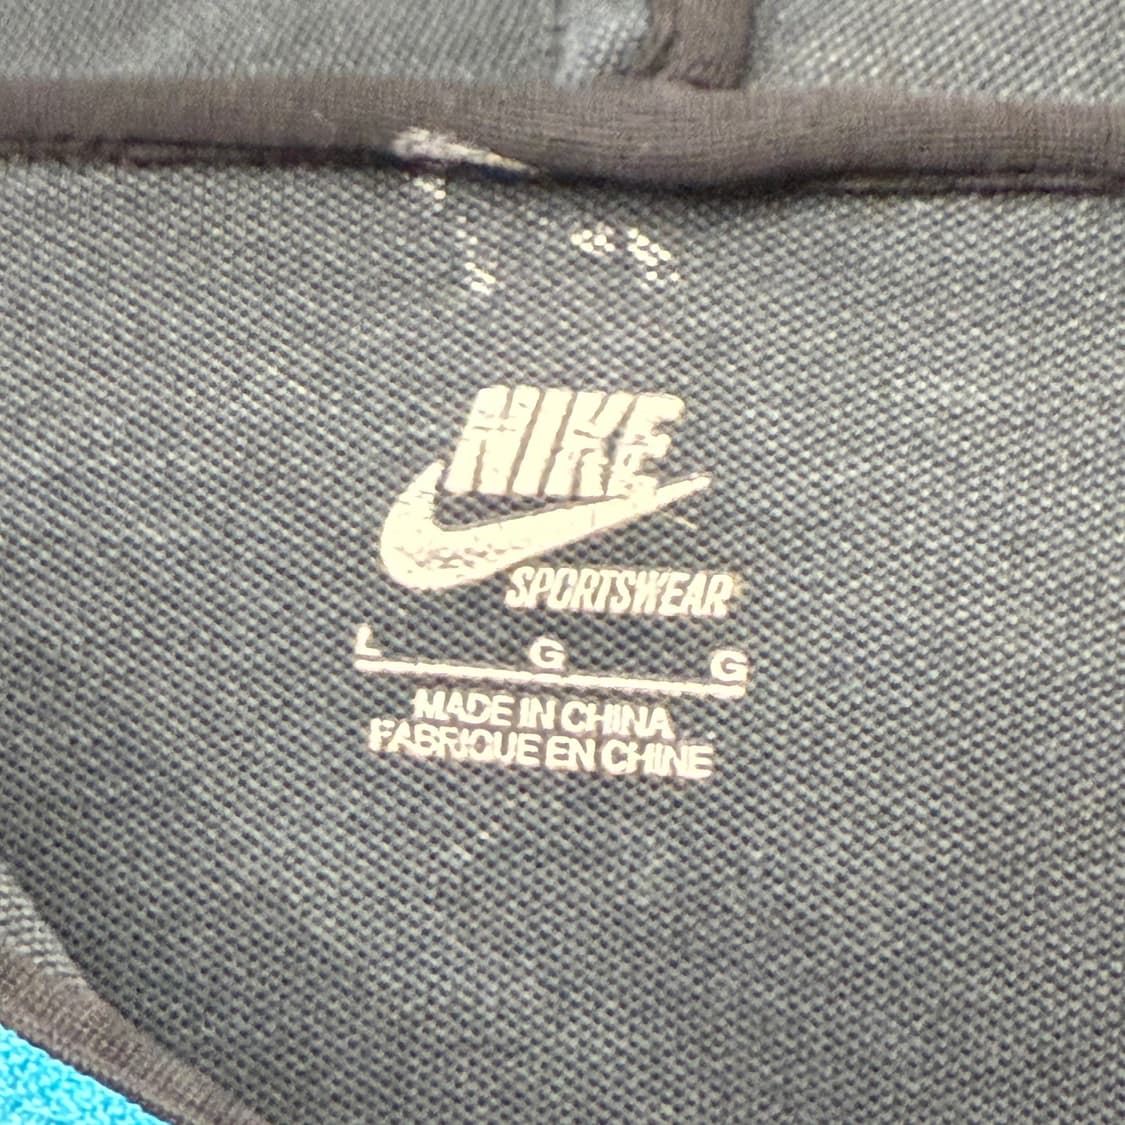 NIKE
SPORTSWEAR
L G G
MADE IN CHINA
FABRIQUE EN CHINE